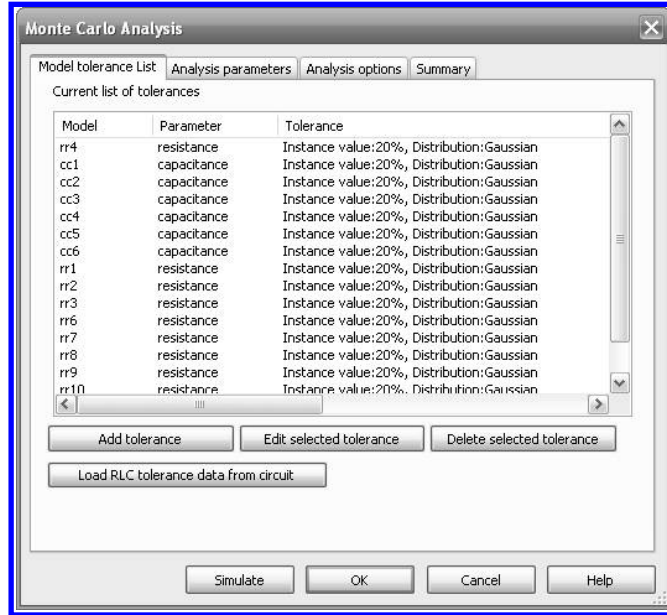 Monte Carlo Analysis
Model tolerance List Analysis parameters Analysis options Summary
Current list of tolerances
Model Parameter Tolerance
rr4 resistance Instance value:20%, Distribution:Gaussian
cc1 capacitance Instance value:20%, Distribution:Gaussian
cc2 capacitance Instance value:20%, Distribution:Gaussian
cc3 capacitance Instance value:20%, Distribution:Gaussian
cc4 capacitance Instance value:20%, Distribution:Gaussian
cc5 capacitance Instance value:20%, Distribution:Gaussian
cc6 capacitance Instance value:20%, Distribution:Gaussian
rr1 resistance Instance value:20%, Distribution:Gaussian
rr2 resistance Instance value:20%, Distribution:Gaussian
rr3 resistance Instance value:20%, Distribution:Gaussian
rr6 resistance Instance value:20%, Distribution:Gaussian
rr7 resistance Instance value:20%, Distribution:Gaussian
rr8 resistance Instance value:20%, Distribution:Gaussian
rr9 resistance Instance value:20%, Distribution:Gaussian
rr10 resistance Instance value:20%, Distribution:Gaussian
Add tolerance Edit selected tolerance Delete selected tolerance
Load RLC tolerance data from circuit
Simulate OK Cancel Help